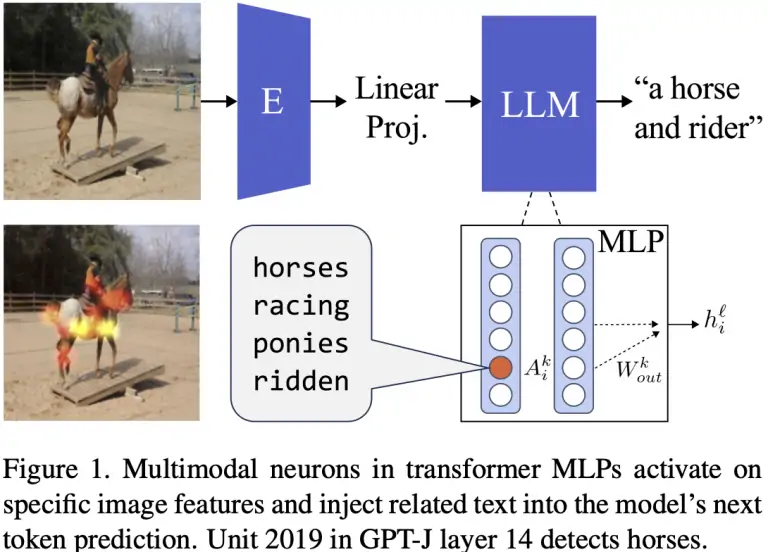 E
Linear
Proj.
LLM
“a horse
and rider”
MLP
horses
racing
ponies
ridden
A_i^k
W_out^k
h_i^ℓ
Figure 1. Multimodal neurons in transformer MLPs activate on
specific image features and inject related text into the model’s next
token prediction. Unit 2019 in GPT-J layer 14 detects horses.